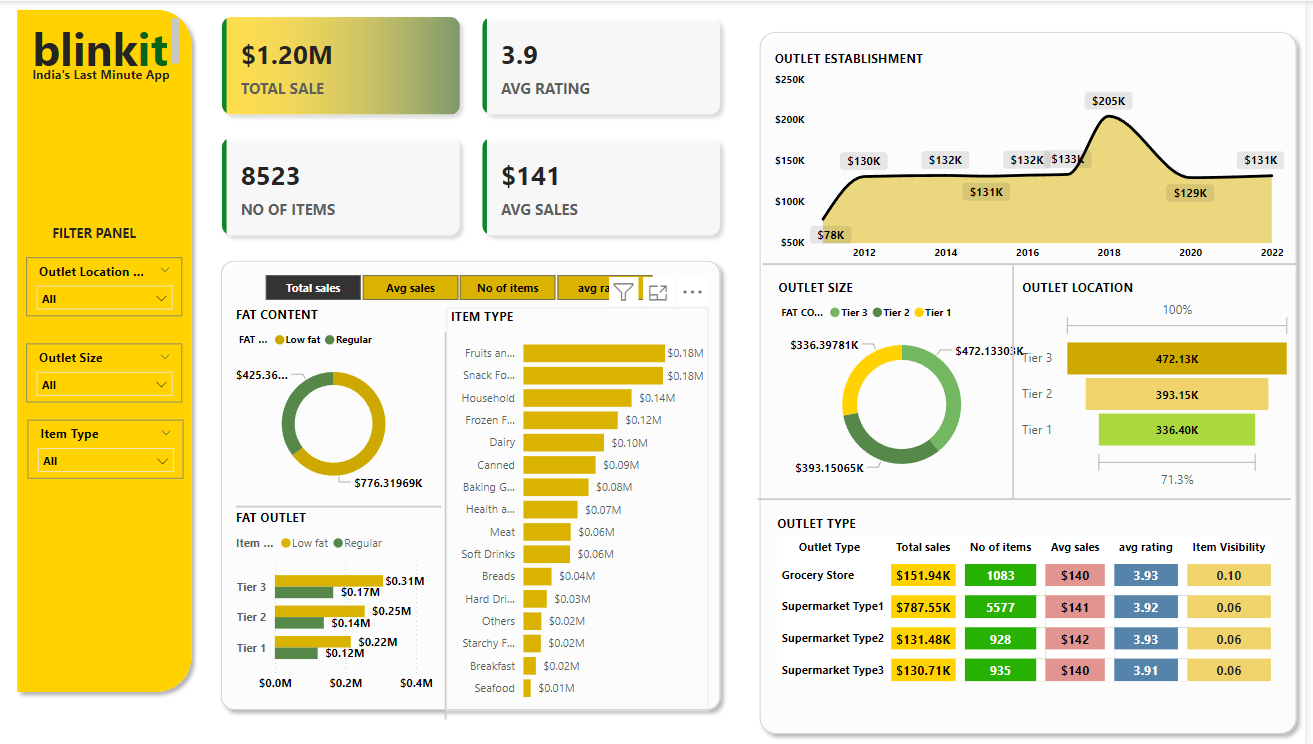 blinkit
India's Last Minute App
FILTER PANEL
Outlet Location ...
All
Outlet Size
All
Item Type
All
$1.20M
TOTAL SALE
3.9
AVG RATING
8523
NO OF ITEMS
$141
AVG SALES
Total sales Avg sales No of items avg ra
FAT CONTENT
FAT ... Low fat Regular
$425.36...
$776.31969K
FAT OUTLET
Item ... Low fat Regular
Tier 3 $0.31M
$0.17M
Tier 2 $0.25M
$0.14M
Tier 1 $0.22M
$0.12M
$0.0M $0.2M $0.4M
ITEM TYPE
Fruits an... $0.18M
Snack Fo... $0.18M
Household $0.14M
Frozen F... $0.12M
Dairy $0.10M
Canned $0.09M
Baking G... $0.08M
Health a... $0.07M
Meat $0.06M
Soft Drinks $0.06M
Breads $0.04M
Hard Dri... $0.03M
Others $0.02M
Starchy F... $0.02M
Breakfast $0.02M
Seafood $0.01M
OUTLET ESTABLISHMENT
$250K
$200K
$150K
$100K
$50K
$78K $130K $132K $131K $132K $133K $205K $129K $131K
2012 2014 2016 2018 2020 2022
OUTLET SIZE
FAT CO... Tier 3 Tier 2 Tier 1
$336.39781K
$472.13303K
$393.15065K
OUTLET LOCATION
100%
Tier 3 472.13K
Tier 2 393.15K
Tier 1 336.40K
71.3%
OUTLET TYPE
Outlet Type Total sales No of items Avg sales avg rating Item Visibility
Grocery Store $151.94K 1083 $140 3.93 0.10
Supermarket Type1 $787.55K 5577 $141 3.92 0.06
Supermarket Type2 $131.48K 928 $142 3.93 0.06
Supermarket Type3 $130.71K 935 $140 3.91 0.06